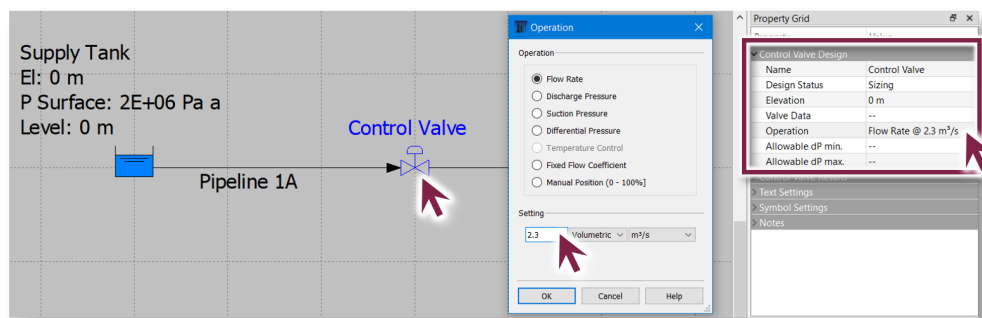 Supply Tank
El: 0 m
P Surface: 2E+06 Pa a
Level: 0 m
Control Valve
Pipeline 1A
Operation
Operation
Flow Rate
Discharge Pressure
Suction Pressure
Differential Pressure
Temperature Control
Fixed Flow Coefficient
Manual Position (0 - 100%]
Setting
2.3 Volumetric m³/s
OK Cancel Help
Property Grid
Control Valve Design
Name Control Valve
Design Status Sizing
Elevation 0 m
Valve Data --
Operation Flow Rate @ 2.3 m³/s
Allowable dP min. --
Allowable dP max. --
Text Settings
Symbol Settings
Notes